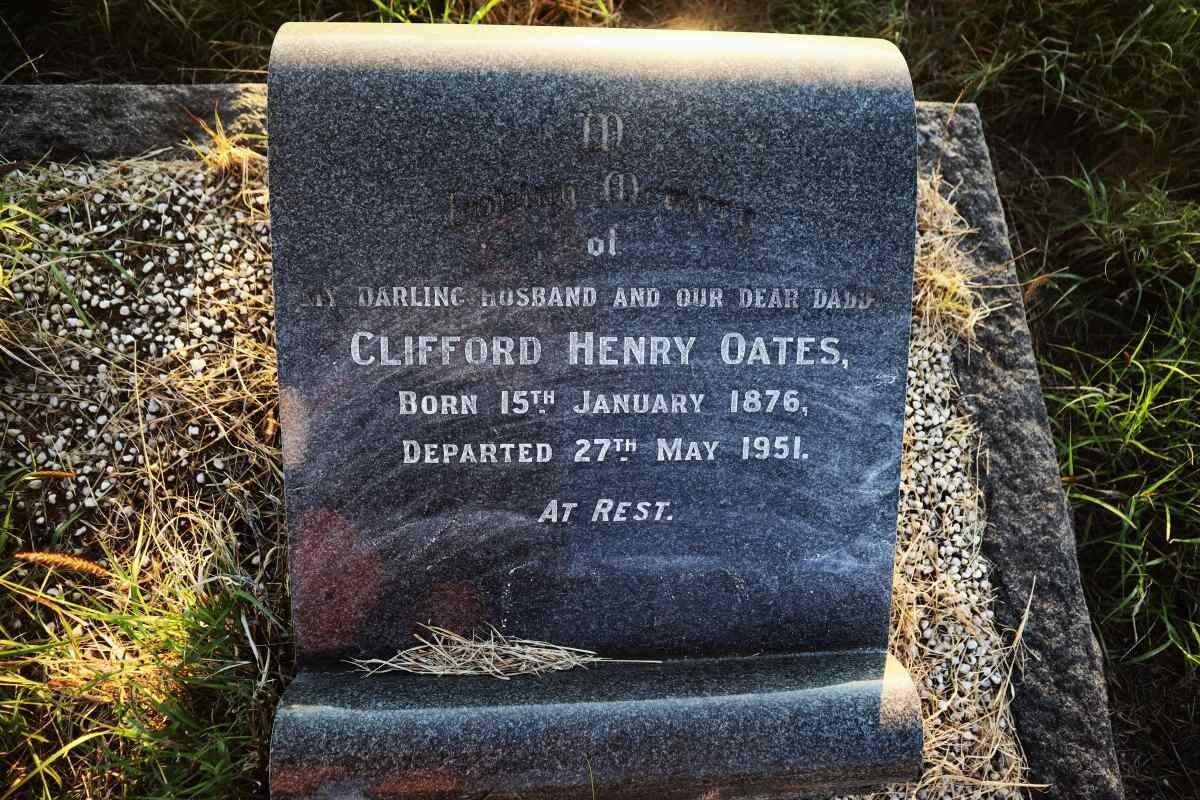 In
Loving Memory
of
MY DARLING HUSBAND AND OUR DEAR DADDY
CLIFFORD HENRY OATES,
BORN 15TH JANUARY 1876,
DEPARTED 27TH MAY 1951.
AT REST.